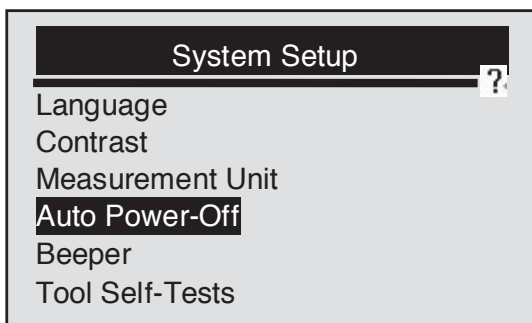 System Setup
?
Language
Contrast
Measurement Unit
Auto Power-Off
Beeper
Tool Self-Tests